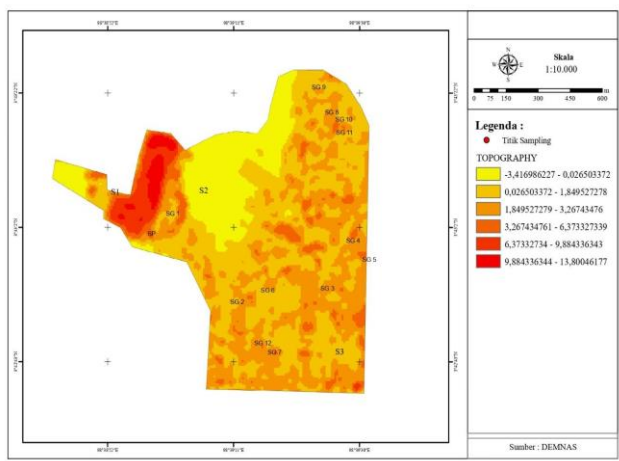 N
W E
S
Skala
1:10.000
0 75 150 300 450 600 m
Legenda :
Titik Sampling
TOPOGRAPHY
-3,416986227 - 0,026503372
0,026503372 - 1,849527278
1,849527279 - 3,26743476
3,267434761 - 6,373327339
6,37332734 - 9,884336343
9,884336344 - 13,80046177
Sumber : DEMNAS
SG 9
SG 8
SG 10
SG 11
S1
S2
SG 1
SP
SG 4
SG 5
SG 6
SG 3
SG 2
SG 12
SG 7
S3